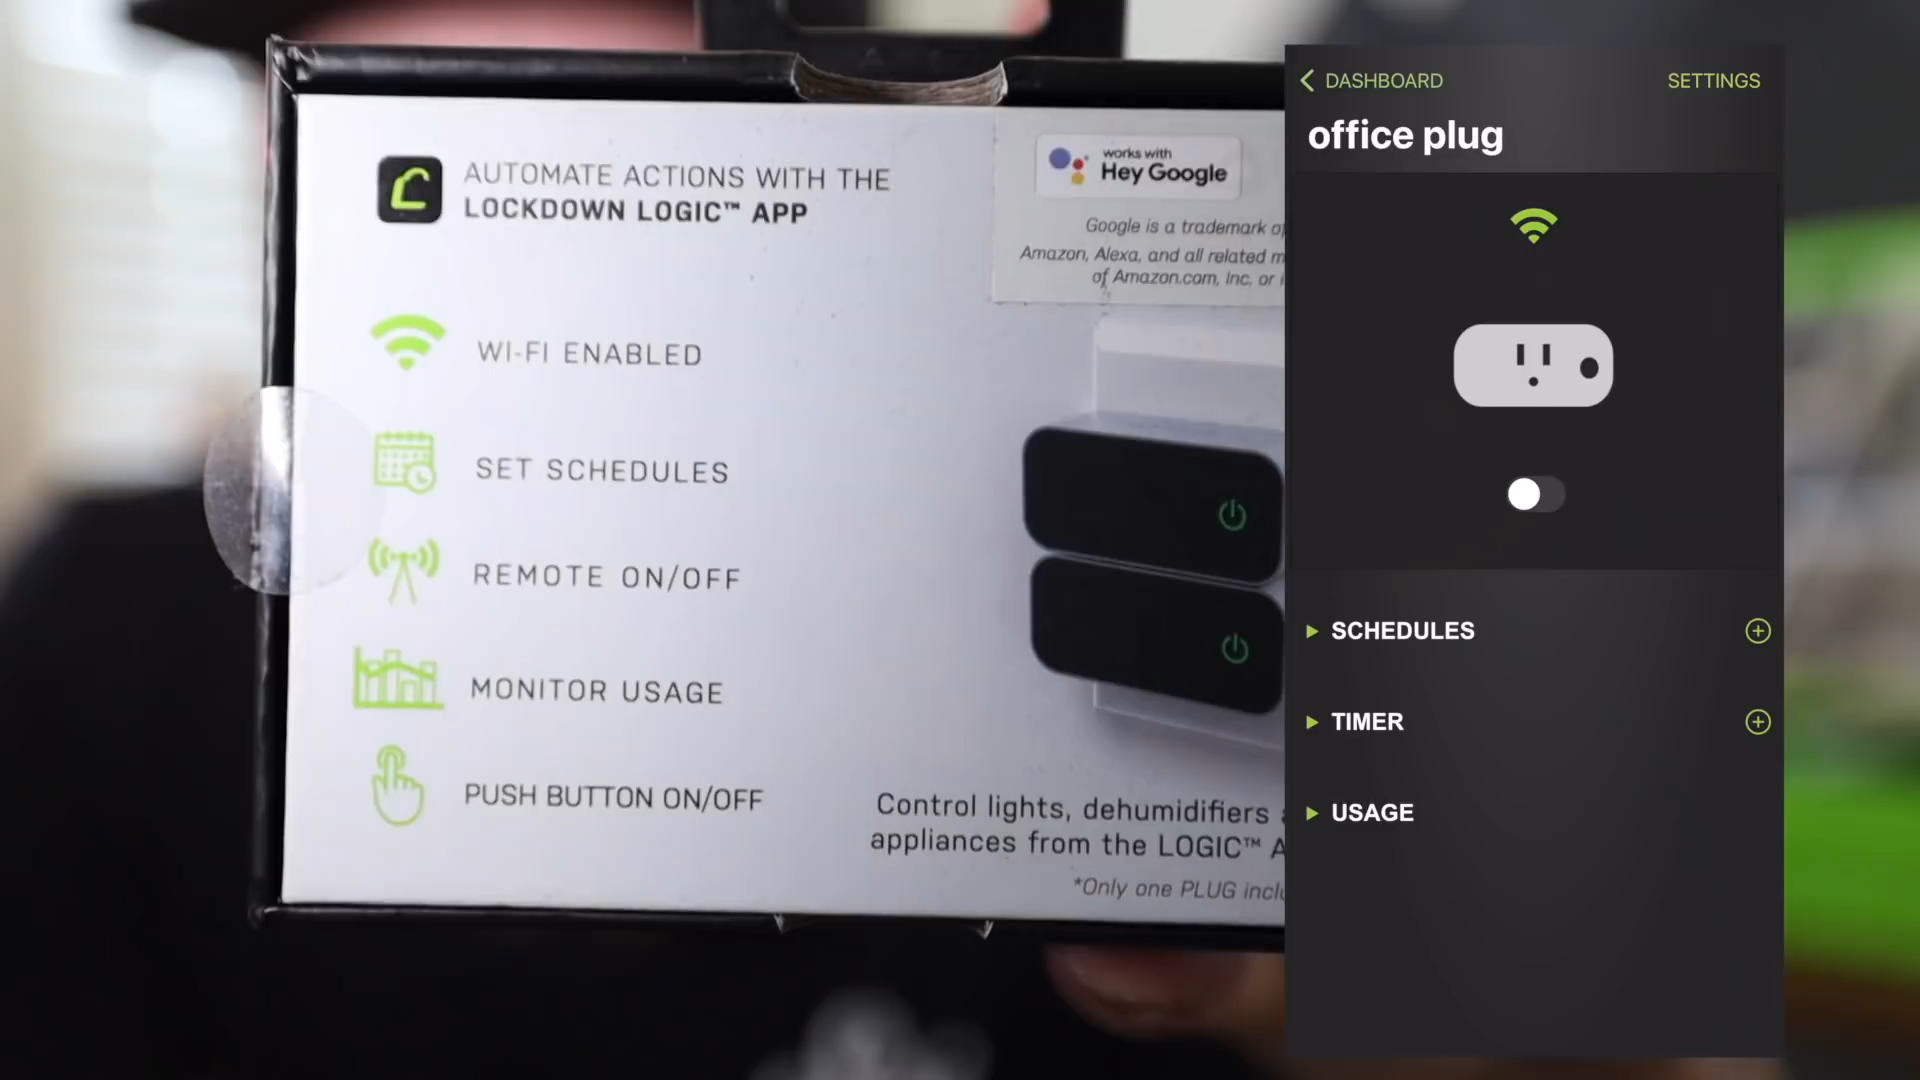 AUTOMATE ACTIONS WITH THE
LOCKDOWN LOGIC™ APP
WI-FI ENABLED
SET SCHEDULES
REMOTE ON/OFF
MONITOR USAGE
PUSH BUTTON ON/OFF
works with
Hey Google
Google is a trademark
Amazon, Alexa, and all related
of Amazon.com, Inc. or
Control lights, dehumidifiers
appliances from the LOGIC™
*Only one PLUG
DASHBOARD
SETTINGS
office plug
SCHEDULES
TIMER
USAGE